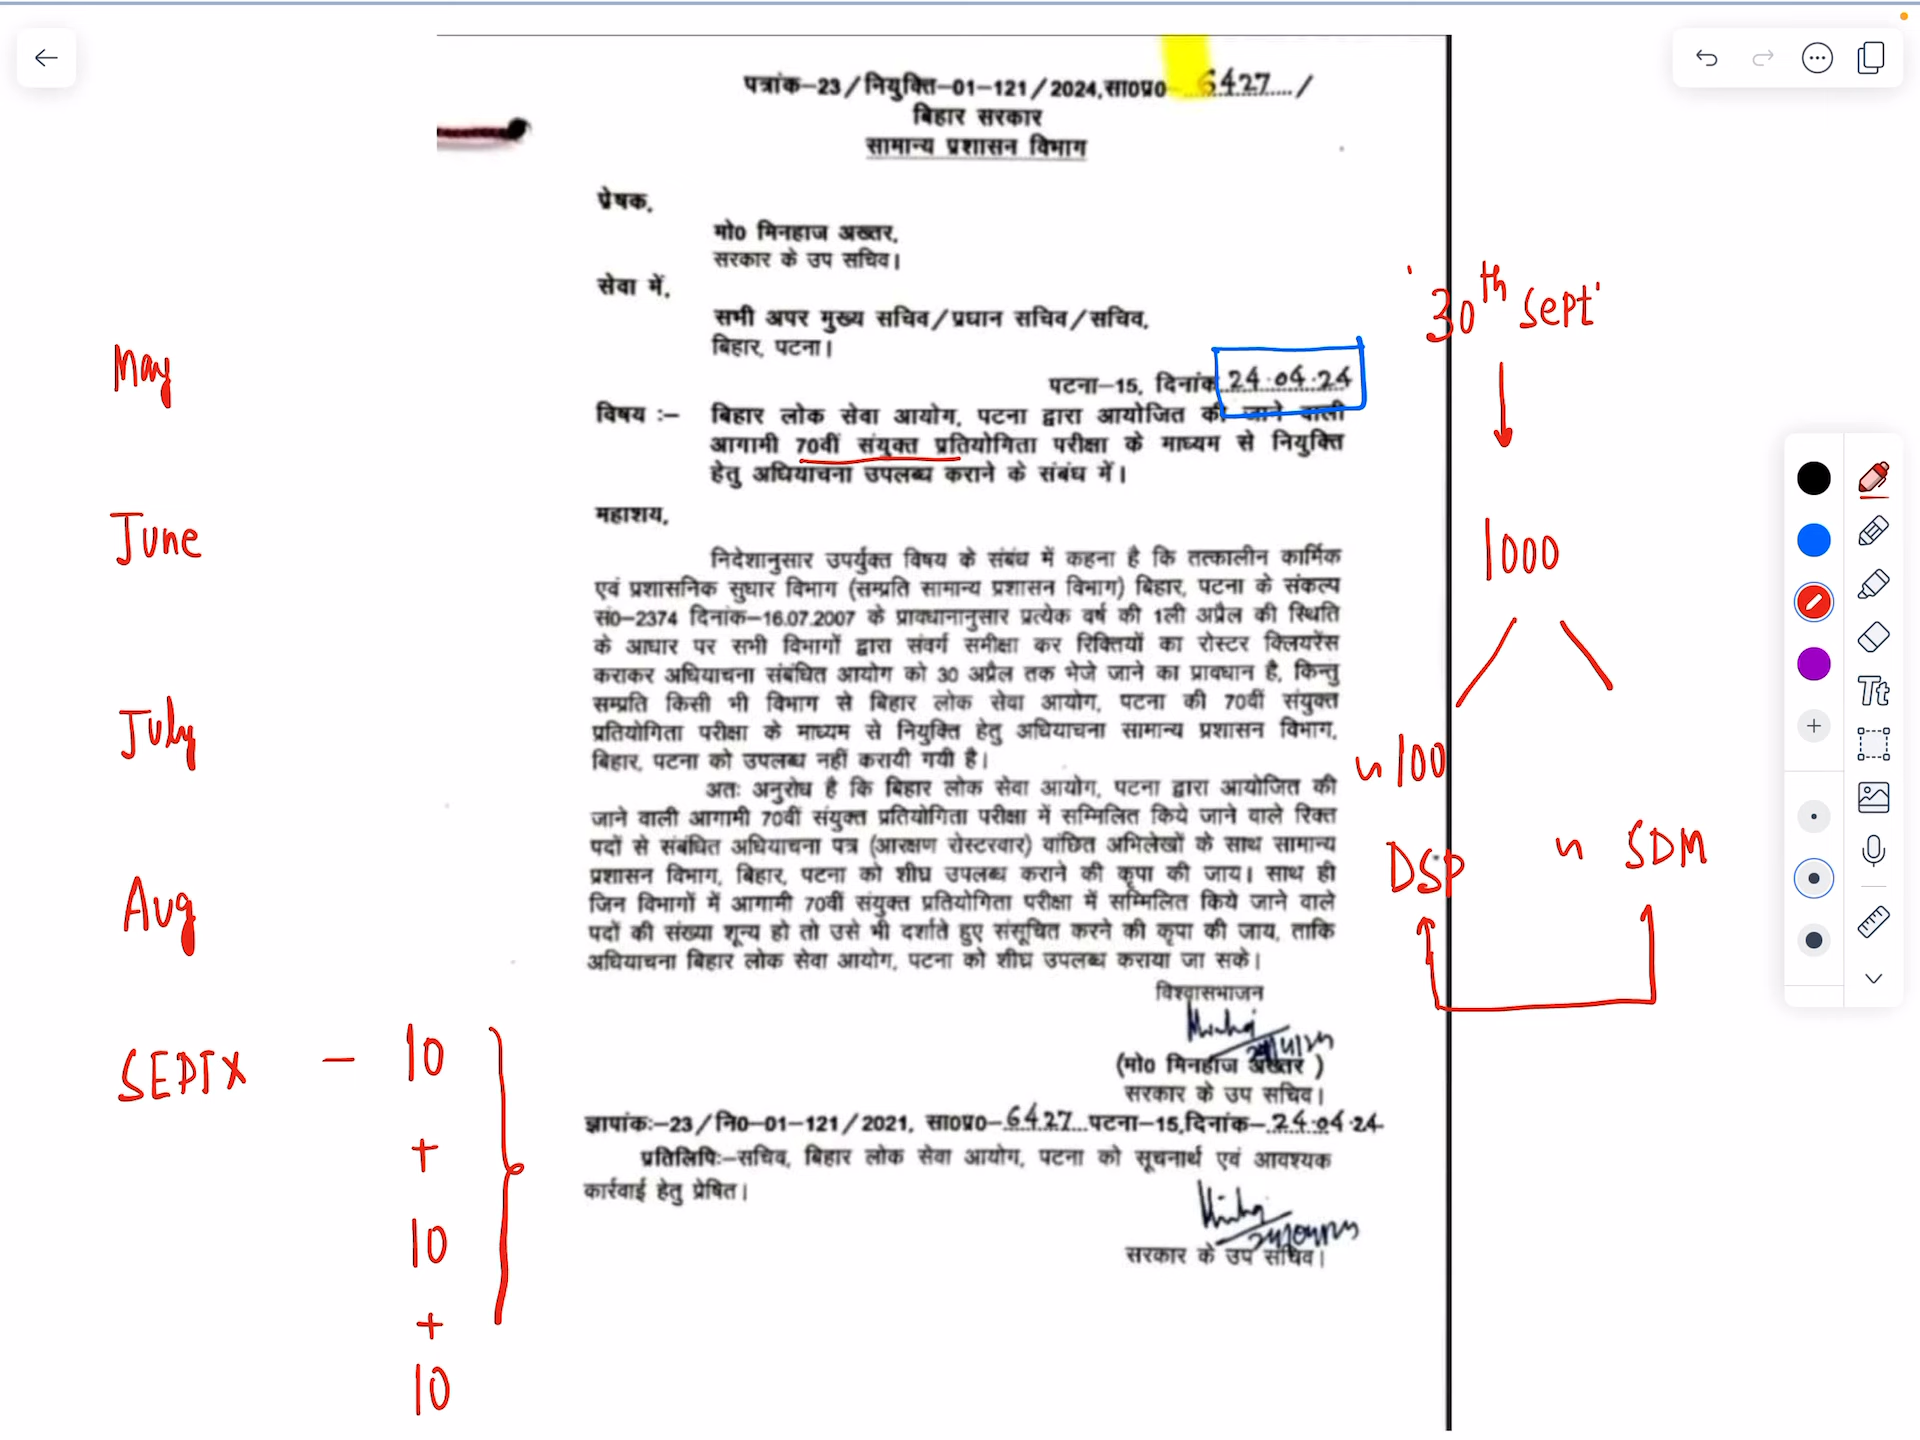 पत्रांक-23/नियुक्ति-01-121/2024,सा०प्र०-6427/
बिहार सरकार
सामान्य प्रशासन विभाग
प्रेषक,
मो० मिनहाज अख्तर,
सरकार के उप सचिव।
सेवा में,
सभी अपर मुख्य सचिव/प्रधान सचिव/सचिव,
बिहार, पटना।
पटना-15, दिनांक 24.04.24
विषय :- बिहार लोक सेवा आयोग, पटना द्वारा आयोजित की जाने वाली
आगामी 70वीं संयुक्त प्रतियोगिता परीक्षा के माध्यम से नियुक्ति
हेतु अधियाचना उपलब्ध कराने के संबंध में।
महाशय,
निदेशानुसार उपर्युक्त विषय के संबंध में कहना है कि तत्कालीन कार्मिक
एवं प्रशासनिक सुधार विभाग (सम्प्रति सामान्य प्रशासन विभाग) बिहार, पटना के संकल्प
सं०-2374 दिनांक-16.07.2007 के प्रावधानानुसार प्रत्येक वर्ष की 1ली अप्रैल की स्थिति
के आधार पर सभी विभागों द्वारा संवर्ग समीक्षा कर रिक्तियों का रोस्टर क्लियरेंस
कराकर अधियाचना संबंधित आयोग को 30 अप्रैल तक भेजे जाने का प्रावधान है, किन्तु
सम्प्रति किसी भी विभाग से बिहार लोक सेवा आयोग, पटना की 70वीं संयुक्त
प्रतियोगिता परीक्षा के माध्यम से नियुक्ति हेतु अधियाचना सामान्य प्रशासन विभाग,
बिहार, पटना को उपलब्ध नहीं करायी गयी है।
अतः अनुरोध है कि बिहार लोक सेवा आयोग, पटना द्वारा आयोजित की
जाने वाली आगामी 70वीं संयुक्त प्रतियोगिता परीक्षा में सम्मिलित किये जाने वाले रिक्त
पदों से संबंधित अधियाचना पत्र (आरक्षण रोस्टरवार) वांछित अभिलेखों के साथ सामान्य
प्रशासन विभाग, बिहार, पटना को शीघ्र उपलब्ध कराने की कृपा की जाय। साथ ही
जिन विभागों में आगामी 70वीं संयुक्त प्रतियोगिता परीक्षा में सम्मिलित किये जाने वाले
पदों की संख्या शून्य हो तो उसे भी दर्शाते हुए संसूचित करने की कृपा की जाय, ताकि
अधियाचना बिहार लोक सेवा आयोग, पटना को शीघ्र उपलब्ध कराया जा सके।
विश्वासभाजन
(मो० मिनहाज अख्तर )
सरकार के उप सचिव।
ज्ञापांकः-23/नि०-01-121/2021, सा०प्र०-6427 पटना-15,दिनांक-24.04.24
प्रतिलिपिः-सचिव, बिहार लोक सेवा आयोग, पटना को सूचनार्थ एवं आवश्यक
कार्रवाई हेतु प्रेषित।
सरकार के उप सचिव।
May
June
July
Aug
SEPT X - 10
+
10
+
10
'30th Sept'
1000
100
DSP
SDM
Tt